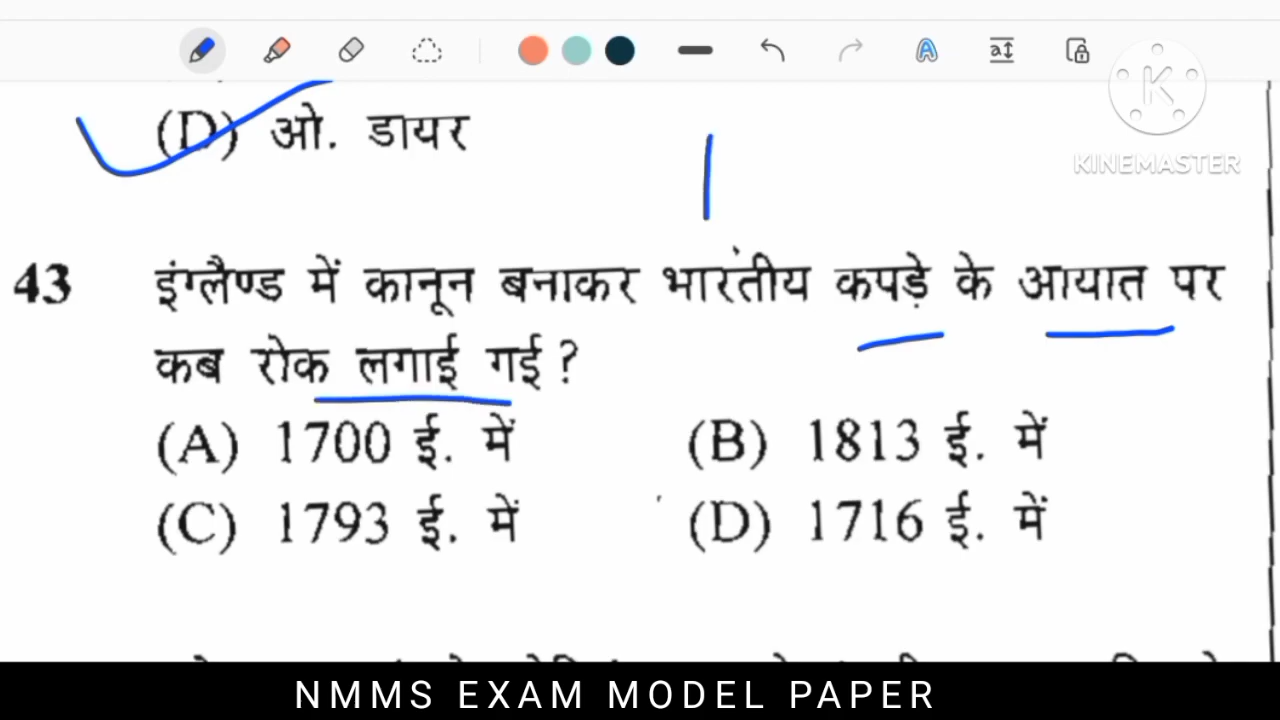 (D) ओ. डायर
KINEMASTER
43 इंग्लैण्ड में कानून बनाकर भारतीय कपड़े के आयात पर
कब रोक लगाई गई ?
(A) 1700 ई. में (B) 1813 ई. में
(C) 1793 ई. में (D) 1716 ई. में
NMMS EXAM MODEL PAPER